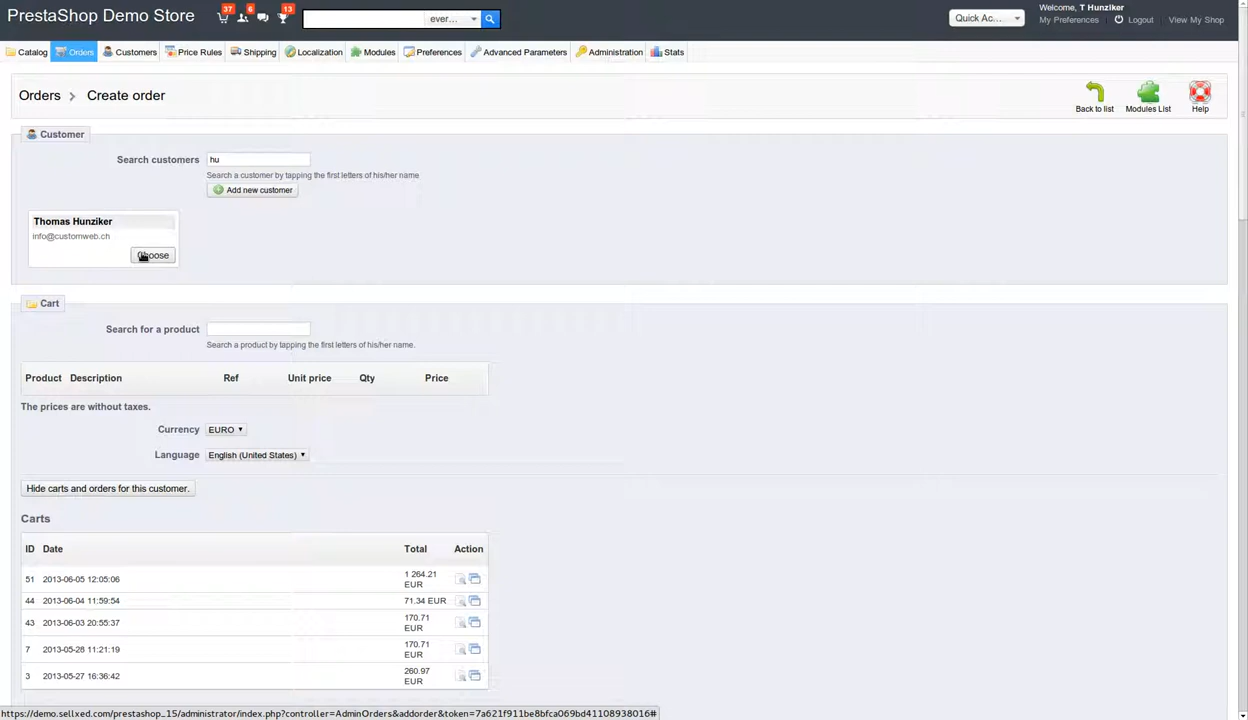 PrestaShop Demo Store
37
6
13
ever...
Quick Ac...
Welcome, T Hunziker
My Preferences
Logout
View My Shop
Catalog
Orders
Customers
Price Rules
Shipping
Localization
Modules
Preferences
Advanced Parameters
Administration
Stats
Orders > Create order
Back to list
Modules List
Help
Customer
Search customers
hu
Search a customer by tapping the first letters of his/her name
Add new customer
Thomas Hunziker
info@customweb.ch
Choose
Cart
Search for a product
Search a product by tapping the first letters of his/her name.
Product Description Ref Unit price Qty Price
The prices are without taxes.
Currency EURO
Language English (United States)
Hide carts and orders for this customer.
Carts
ID Date Total Action
51 2013-06-05 12:05:06 1 264.21 EUR
44 2013-06-04 11:59:54 71.34 EUR
43 2013-06-03 20:55:37 170.71 EUR
7 2013-05-28 11:21:19 170.71 EUR
3 2013-05-27 16:36:42 260.97 EUR
https://demo.sellxed.com/prestashop_15/administrator/index.php?controller=AdminOrders&addorder&token=7a621f911be8bfca069bd41108938016#